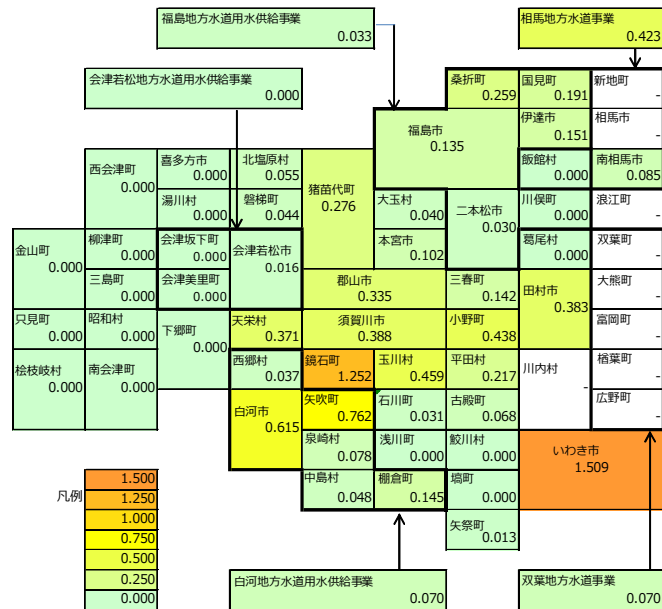 福島地方水道用水供給事業
0.033
相馬地方水道事業
0.423
会津若松地方水道用水供給事業
0.000
桑折町
0.259
国見町
0.191
新地町
-
福島市
0.135
伊達市
0.151
相馬市
-
西会津町
0.000
喜多方市
0.000
北塩原村
0.055
猪苗代町
0.276
飯館村
0.000
南相馬市
0.085
湯川村
0.000
磐梯町
0.044
大玉村
0.040
二本松市
0.030
川俣町
0.000
浪江町
-
金山町
0.000
柳津町
0.000
会津坂下町
0.000
会津若松市
0.016
本宮市
0.102
葛尾村
0.000
双葉町
-
三島町
0.000
会津美里町
0.000
郡山市
0.335
三春町
0.142
田村市
0.383
大熊町
-
只見町
0.000
昭和村
0.000
下郷町
0.000
天栄村
0.371
須賀川市
0.388
小野町
0.438
富岡町
-
桧枝岐村
0.000
南会津町
0.000
西郷村
0.037
鏡石町
1.252
玉川村
0.459
平田村
0.217
川内村
-
楢葉町
-
白河市
0.615
矢吹町
0.762
石川町
0.031
古殿町
0.068
広野町
-
泉崎村
0.078
浅川町
0.000
鮫川村
0.000
いわき市
1.509
中島村
0.048
棚倉町
0.145
塙町
0.000
矢祭町
0.013
凡例
1.500
1.250
1.000
0.750
0.500
0.250
0.000
白河地方水道用水供給事業
0.070
双葉地方水道事業
0.070